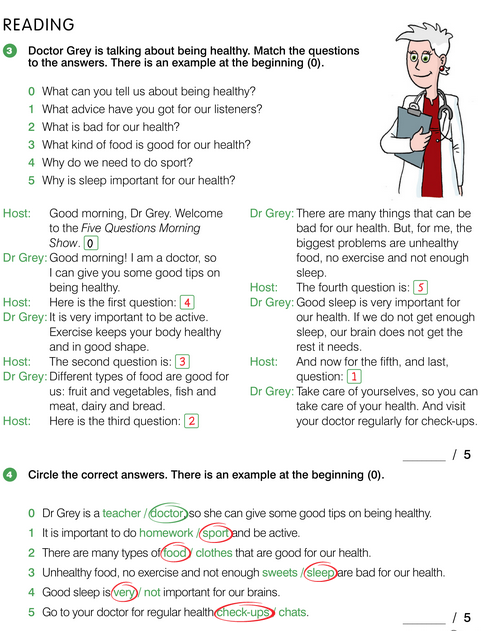 READING
3 Doctor Grey is talking about being healthy. Match the questions
to the answers. There is an example at the beginning (0).
0 What can you tell us about being healthy?
1 What advice have you got for our listeners?
2 What is bad for our health?
3 What kind of food is good for our health?
4 Why do we need to do sport?
5 Why is sleep important for our health?
Host: Good morning, Dr Grey. Welcome
to the Five Questions Morning
Show. 0
Dr Grey: Good morning! I am a doctor, so
I can give you some good tips on
being healthy.
Host: Here is the first question: 4
Dr Grey: It is very important to be active.
Exercise keeps your body healthy
and in good shape.
Host: The second question is: 3
Dr Grey: Different types of food are good for
us: fruit and vegetables, fish and
meat, dairy and bread.
Host: Here is the third question: 2
Dr Grey: There are many things that can be
bad for our health. But, for me, the
biggest problems are unhealthy
food, no exercise and not enough
sleep.
Host: The fourth question is: 5
Dr Grey: Good sleep is very important for
our health. If we do not get enough
sleep, our brain does not get the
rest it needs.
Host: And now for the fifth, and last,
question: 1
Dr Grey: Take care of yourselves, so you can
take care of your health. And visit
your doctor regularly for check-ups.
/ 5
4 Circle the correct answers. There is an example at the beginning (0).
0 Dr Grey is a teacher / doctor, so she can give some good tips on being healthy.
1 It is important to do homework / sport and be active.
2 There are many types of food / clothes that are good for our health.
3 Unhealthy food, no exercise and not enough sweets / sleep are bad for our health.
4 Good sleep is very / not important for our brains.
5 Go to your doctor for regular health check-ups / chats.
/ 5